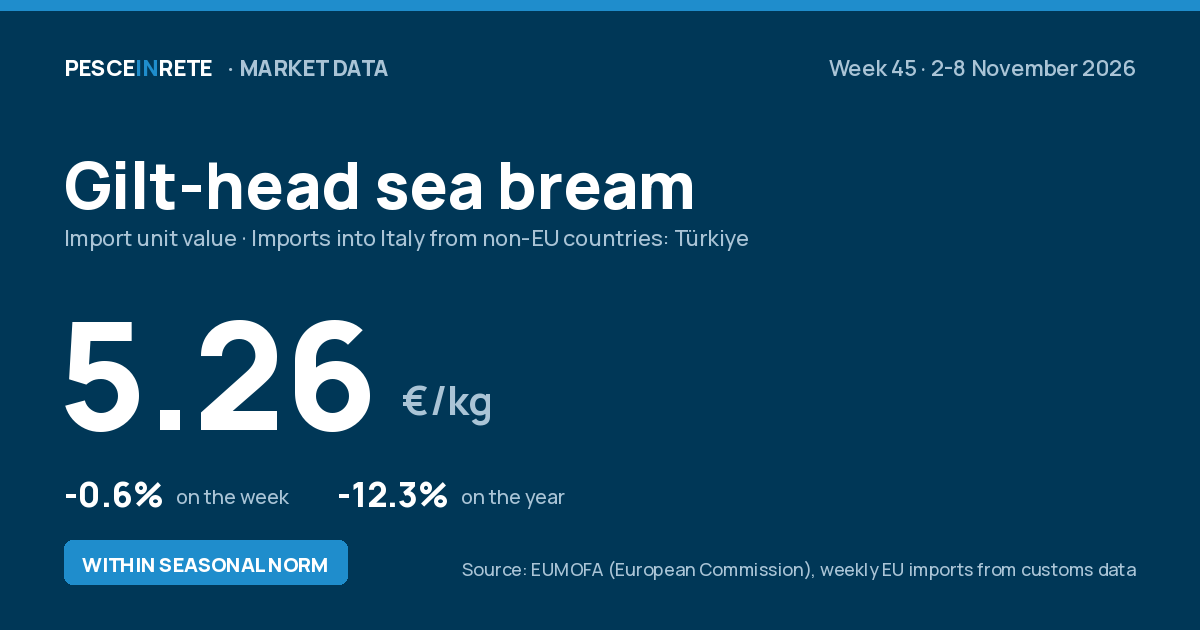 PESCEINRETE · MARKET DATA
Week 45 · 2-8 November 2026
Gilt-head sea bream
Import unit value · Imports into Italy from non-EU countries: Türkiye
5.26 €/kg
-0.6% on the week -12.3% on the year
WITHIN SEASONAL NORM
Source: EUMOFA (European Commission), weekly EU imports from customs data